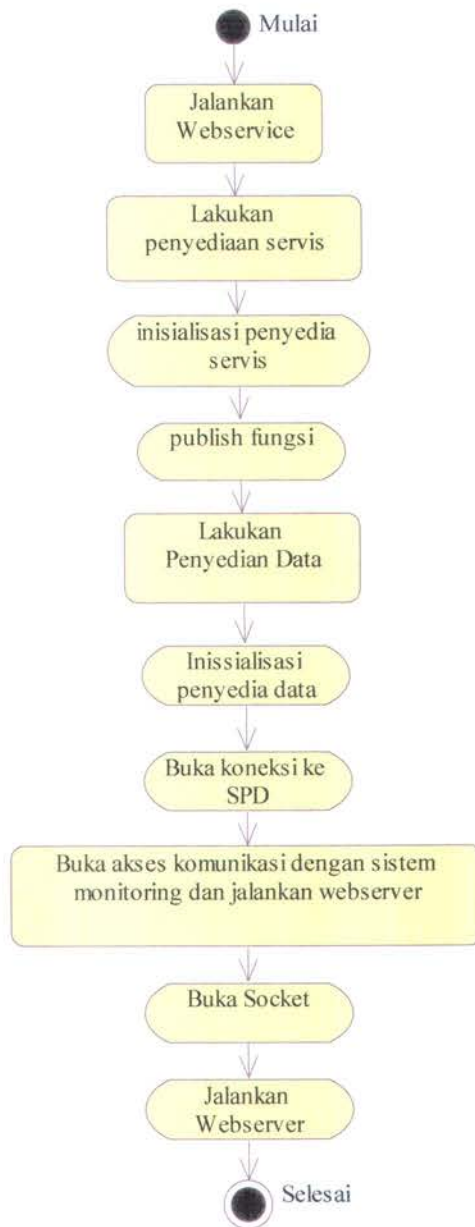 Mulai
Jalankan
Webservice
Lakukan
penyediaan servis
inisialisasi penyedia
servis
publish fungsi
Lakukan
Penyedian Data
Inissialisasi
penyedia data
Buka koneksi ke
SPD
Buka akses komunikasi dengan sistem
monitoring dan jalankan webserver
Buka Socket
Jalankan
Webserver
Selesai